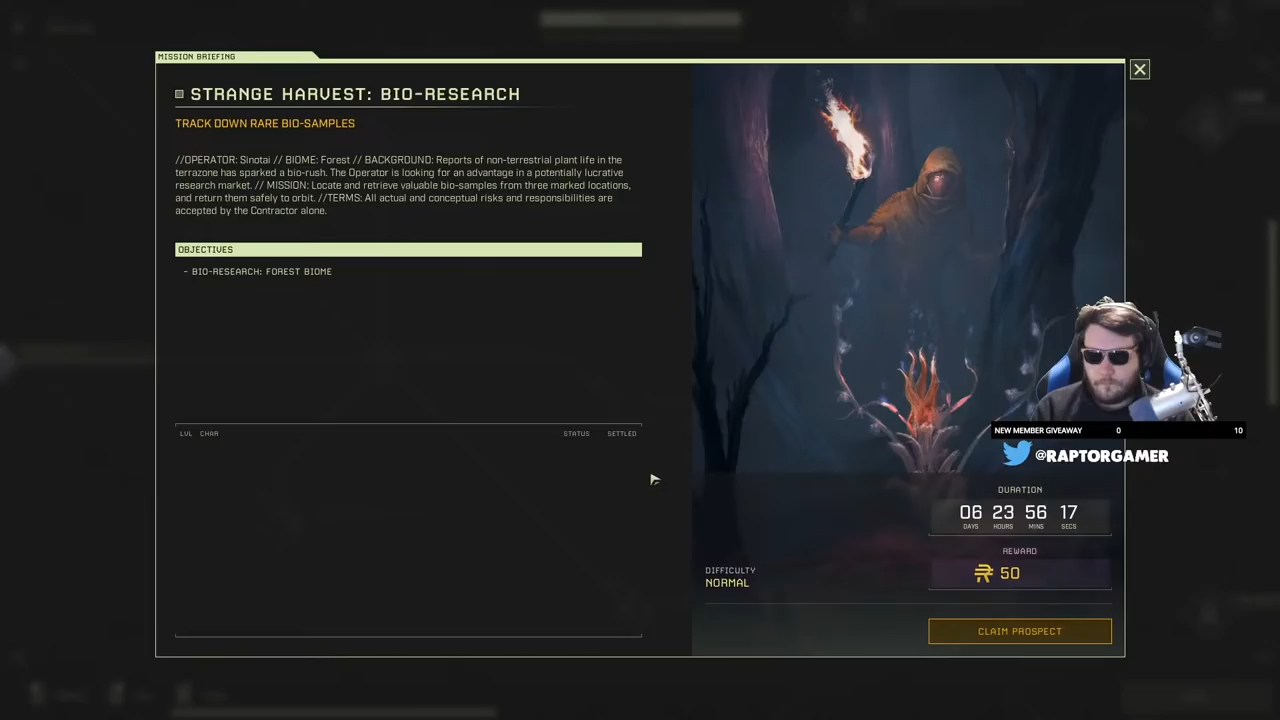 MISSION BRIEFING
STRANGE HARVEST: BIO-RESEARCH
TRACK DOWN RARE BIO-SAMPLES
//OPERATOR: Sinotai // BIOME: Forest // BACKGROUND: Reports of non-terrestrial plant life in the
terrazone has sparked a bio-rush. The Operator is looking for an advantage in a potentially lucrative
research market. // MISSION: Locate and retrieve valuable bio-samples from three marked locations,
and return them safely to orbit. //TERMS: All actual and conceptual risks and responsibilities are
accepted by the Contractor alone.
OBJECTIVES
- BIO-RESEARCH: FOREST BIOME
LVL CHAR STATUS SETTLED
NEW MEMBER GIVEAWAY 0 10
@RAPTORGAMER
DURATION
06 23 56 17
DAYS HOURS MINS SECS
REWARD
50
DIFFICULTY
NORMAL
CLAIM PROSPECT